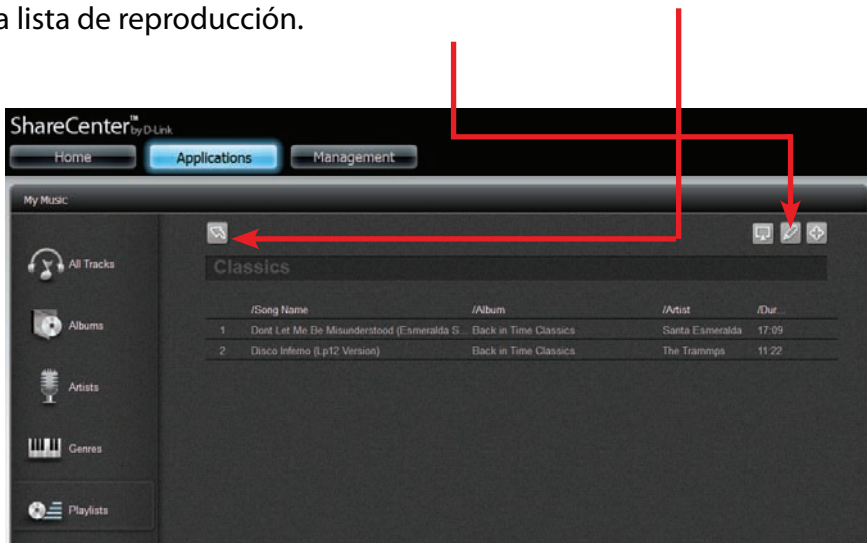 a lista de reproducción.
ShareCenter™ by D-Link
Home Applications Management
My Music
All Tracks
Albums
Artists
Genres
Playlists
Classics
/Song Name /Album /Artist /Dur...
1 Dont Let Me Be Misunderstood (Esmeralda S... Back in Time Classics Santa Esmeralda 17:09
2 Disco Inferno (Lp12 Version) Back in Time Classics The Trammps 11:22